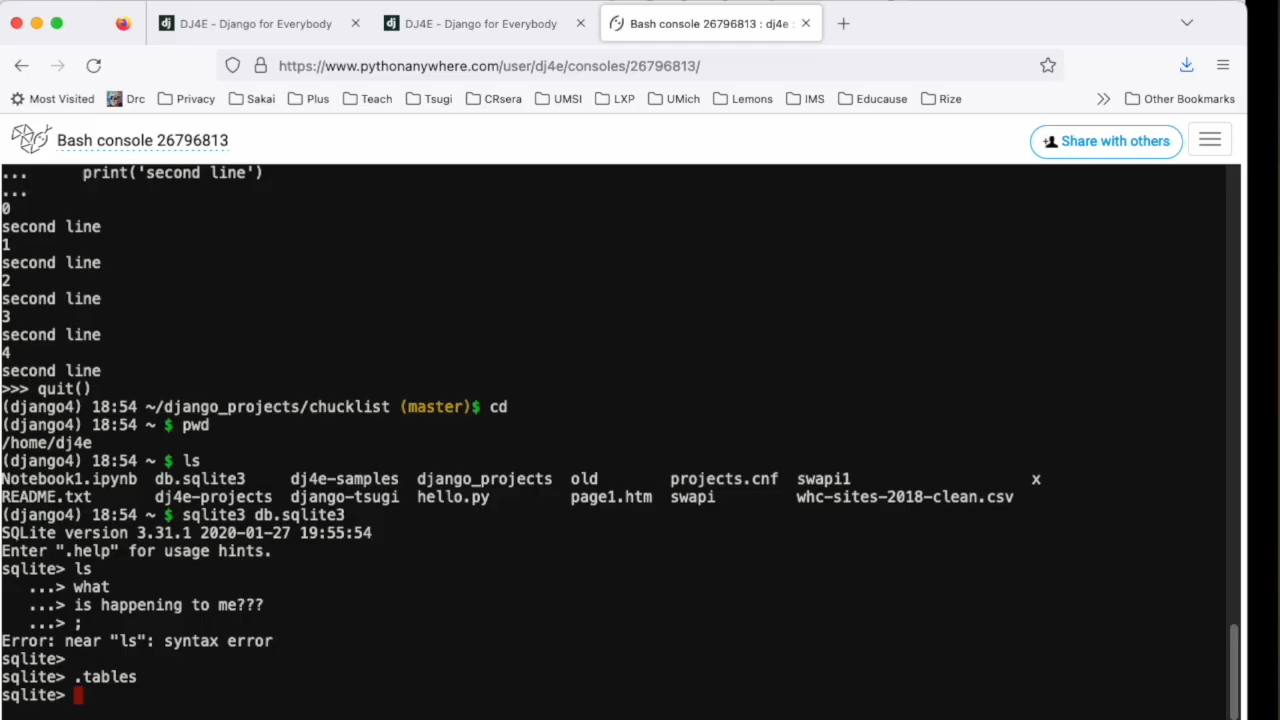 DJ4E - Django for Everybody
DJ4E - Django for Everybody
Bash console 26796813 : dj4e :
https://www.pythonanywhere.com/user/dj4e/consoles/26796813/
Most Visited Drc Privacy Sakai Plus Teach Tsugi CRsera UMSI LXP UMich Lemons IMS Educause Rize Other Bookmarks
Bash console 26796813
Share with others
...      print('second line')
...
0
second line
1
second line
2
second line
3
second line
4
second line
>>> quit()
(django4) 18:54 ~/django_projects/chucklist (master)$ cd
(django4) 18:54 ~ $ pwd
/home/dj4e
(django4) 18:54 ~ $ ls
Notebook1.ipynb  db.sqlite3     dj4e-samples  django_projects  old        projects.cnf  swapi1                     x
README.txt       dj4e-projects  django-tsugi  hello.py         page1.htm  swapi         whc-sites-2018-clean.csv
(django4) 18:54 ~ $ sqlite3 db.sqlite3
SQLite version 3.31.1 2020-01-27 19:55:54
Enter ".help" for usage hints.
sqlite> ls
   ...> what
   ...> is happening to me???
   ...> ;
Error: near "ls": syntax error
sqlite>
sqlite> .tables
sqlite>